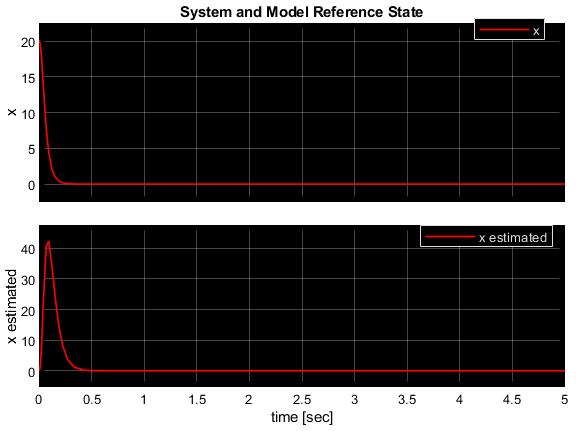 System and Model Reference State
x
20
15
10
5
0
x
x estimated
40
30
20
10
0
x estimated
0 0.5 1 1.5 2 2.5 3 3.5 4 4.5 5
time [sec]